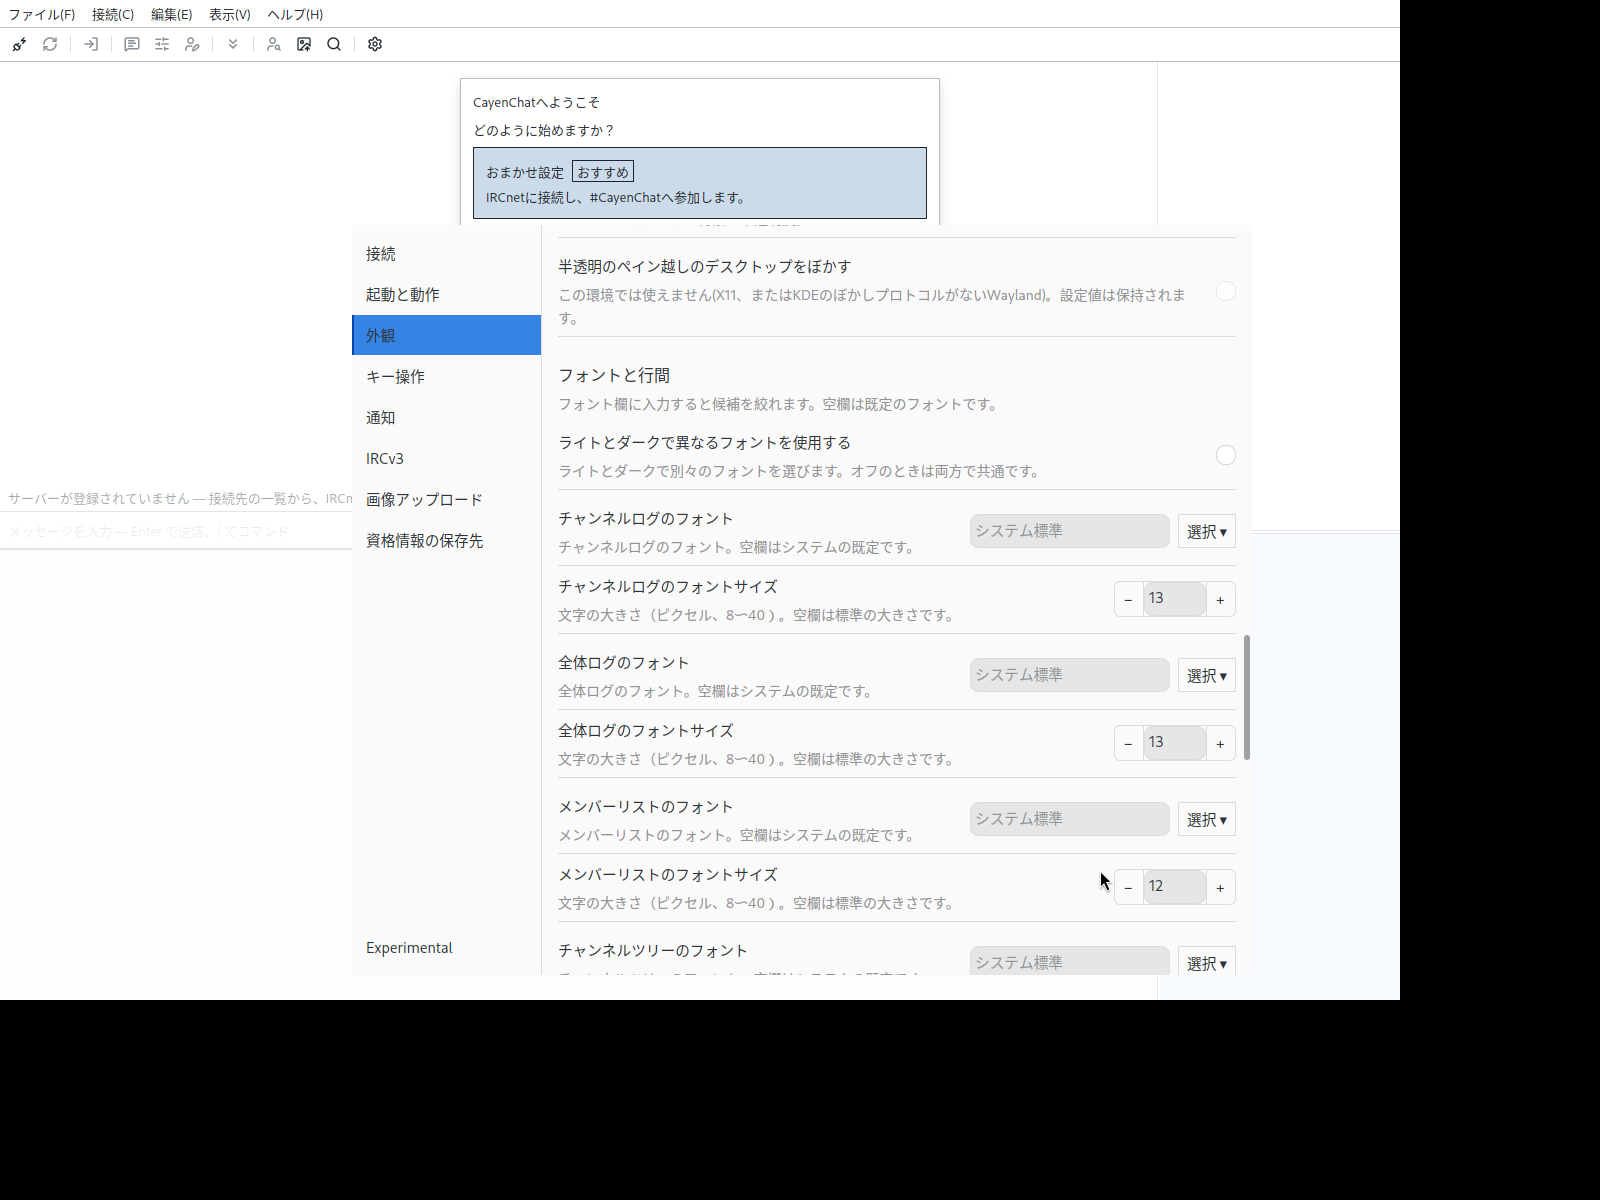 ファイル(F) 接続(C) 編集(E) 表示(V) ヘルプ(H)
CayenChatへようこそ
どのように始めますか？
おまかせ設定 おすすめ
IRCnetに接続し、#CayenChatへ参加します。
サーバーが登録されていません — 接続先の一覧から、IRCn
メッセージを入力 — Enter で送信、/ でコマンド
接続
起動と動作
外観
キー操作
通知
IRCv3
画像アップロード
資格情報の保存先
Experimental
半透明のペイン越しのデスクトップをぼかす
この環境では使えません(X11、またはKDEのぼかしプロトコルがないWayland)。設定値は保持されま
す。
フォントと行間
フォント欄に入力すると候補を絞れます。空欄は既定のフォントです。
ライトとダークで異なるフォントを使用する
ライトとダークで別々のフォントを選びます。オフのときは両方で共通です。
チャンネルログのフォント
システム標準 選択 ▾
チャンネルログのフォント。空欄はシステムの既定です。
チャンネルログのフォントサイズ
− 13 +
文字の大きさ（ピクセル、8〜40 ）。空欄は標準の大きさです。
全体ログのフォント
システム標準 選択 ▾
全体ログのフォント。空欄はシステムの既定です。
全体ログのフォントサイズ
− 13 +
文字の大きさ（ピクセル、8〜40 ）。空欄は標準の大きさです。
メンバーリストのフォント
システム標準 選択 ▾
メンバーリストのフォント。空欄はシステムの既定です。
メンバーリストのフォントサイズ
− 12 +
文字の大きさ（ピクセル、8〜40 ）。空欄は標準の大きさです。
チャンネルツリーのフォント
システム標準 選択 ▾